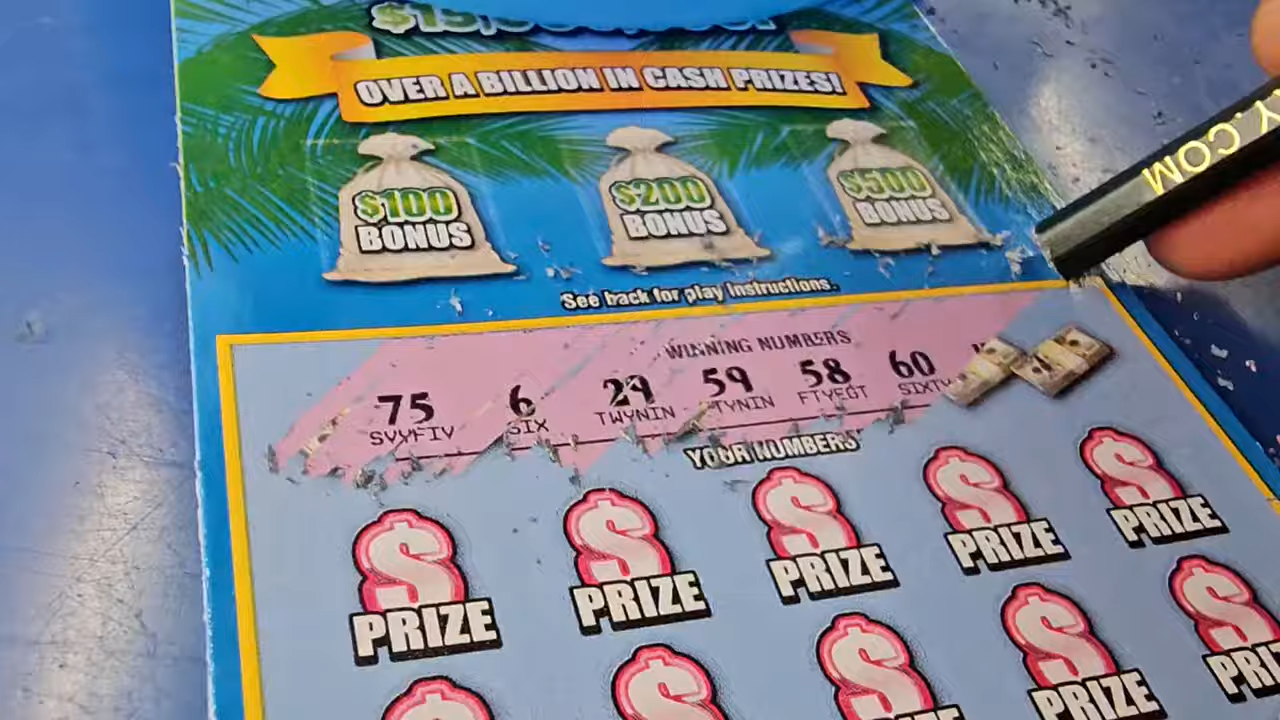 OVER A BILLION IN CASH PRIZES!
$100 BONUS
$200 BONUS
$500 BONUS
See back for play instructions.
WINNING NUMBERS
75 6 29 59 58 60
SVYFIV SIX TWYNIN TYNIN FTYEGT SIXTY
YOUR NUMBERS
$ $ $ $ $
PRIZE PRIZE PRIZE PRIZE PRIZE
$ $ $ $ $
PRIZE
Y.COM